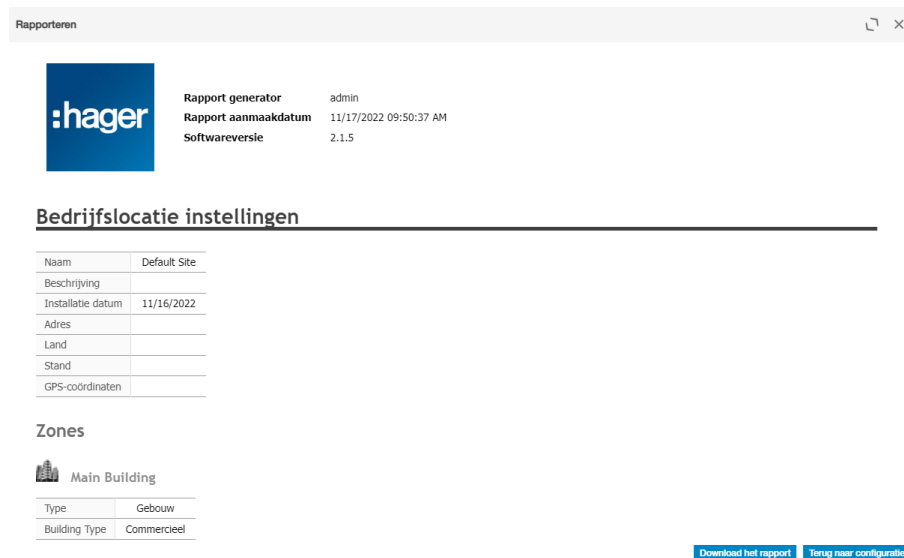 Rapporteren
:hager
Rapport generator admin
Rapport aanmaakdatum 11/17/2022 09:50:37 AM
Softwareversie 2.1.5
Bedrijfslocatie instellingen
Naam Default Site
Beschrijving
Installatie datum 11/16/2022
Adres
Land
Stand
GPS-coördinaten
Zones
Main Building
Type Gebouw
Building Type Commercieel
Download het rapport Terug naar configuratie